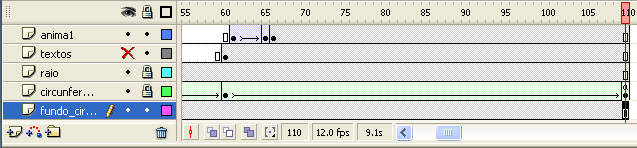 55 60 65 70 75 80 85 90 95 100 105 110
anima1
textos
raio
circunfer...
fundo_cir...
110 12.0 fps 9.1s